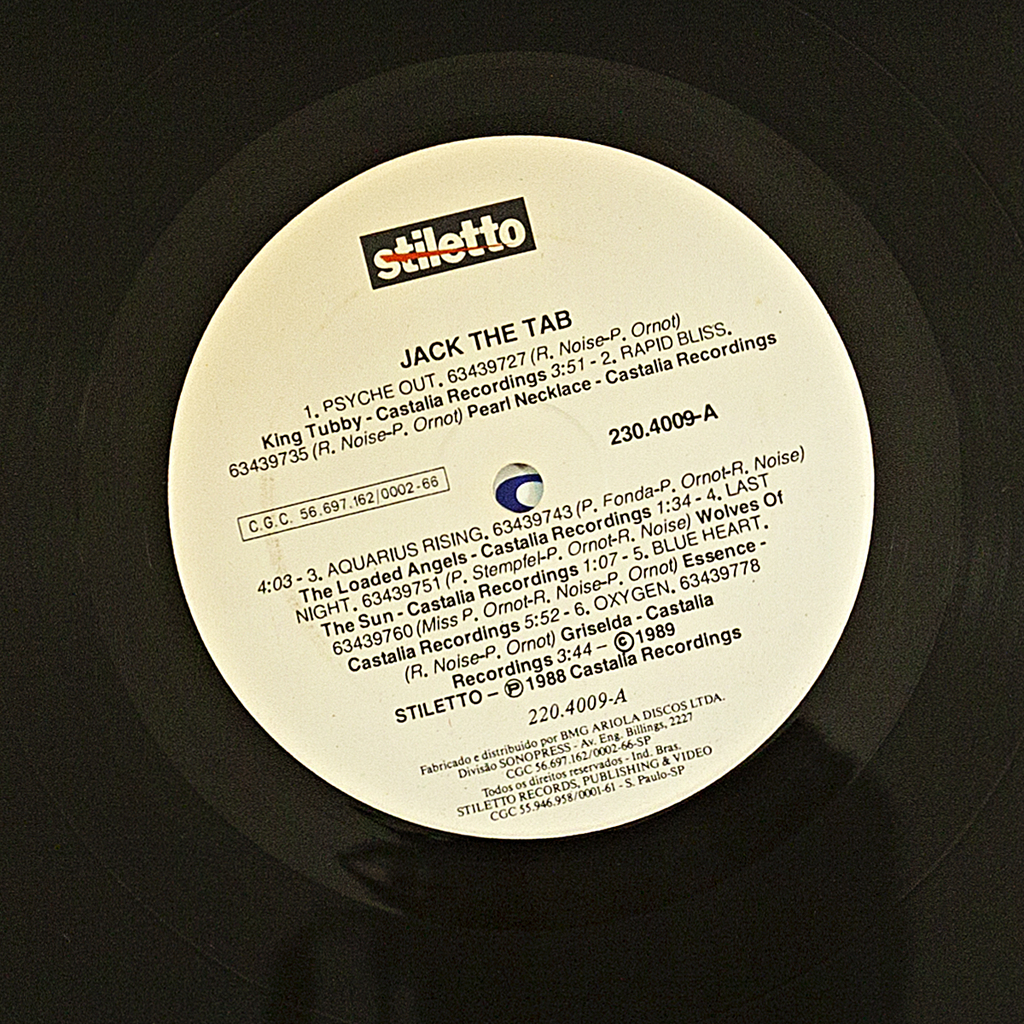 stiletto
JACK THE TAB
1. PSYCHE OUT. 63439727 (R. Noise-P. Ornot)
King Tubby - Castalia Recordings 3:51 - 2. RAPID BLISS.
63439735 (R. Noise-P. Ornot) Pearl Necklace - Castalia Recordings
230.4009-A
C.G.C. 56.697.162/0002-66
4:03 - 3. AQUARIUS RISING. 63439743 (P. Fonda-P. Ornot-R. Noise)
The Loaded Angels - Castalia Recordings 1:34 - 4. LAST
NIGHT. 63439751 (P. Stempfel-P. Ornot-R. Noise) Wolves Of
The Sun - Castalia Recordings 1:07 - 5. BLUE HEART.
63439760 (Miss P. Ornot-R. Noise-P. Ornot) Essence -
Castalia Recordings 5:52 - 6. OXYGEN. 63439778
(R. Noise-P. Ornot) Griselda - Castalia
Recordings 3:44 – © 1989
STILETTO – ℗ 1988 Castalia Recordings
220.4009-A
Fabricado e distribuido por BMG ARIOLA DISCOS LTDA.
Divisão SONOPRESS - Av. Eng. Billings, 2227
CGC 56.697.162/0002-66-SP
Todos os direitos reservados - Ind. Bras.
STILETTO RECORDS, PUBLISHING & VIDEO
CGC 55.946.958/0001-61 - S. Paulo-SP